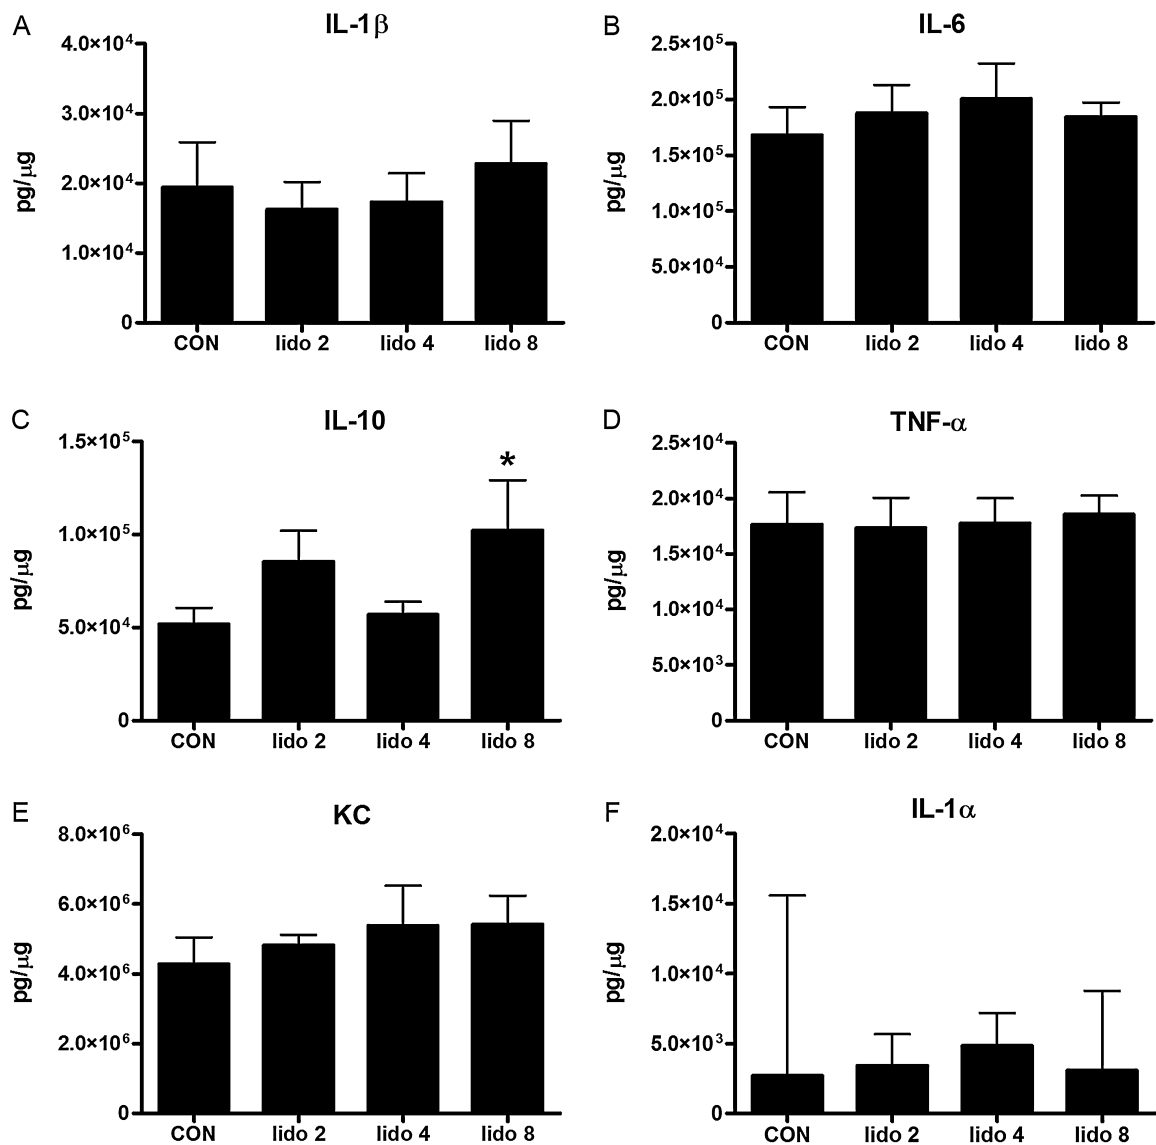 A
IL-1β
4.0×10⁴
3.0×10⁴
2.0×10⁴
1.0×10⁴
0
pg/μg
CON lido 2 lido 4 lido 8
B
IL-6
2.5×10⁵
2.0×10⁵
1.5×10⁵
1.0×10⁵
5.0×10⁴
0
pg/μg
CON lido 2 lido 4 lido 8
C
IL-10
1.5×10⁵
1.0×10⁵
5.0×10⁴
0
pg/μg
*
CON lido 2 lido 4 lido 8
D
TNF-α
2.5×10⁴
2.0×10⁴
1.5×10⁴
1.0×10⁴
5.0×10³
0
pg/μg
CON lido 2 lido 4 lido 8
E
KC
8.0×10⁶
6.0×10⁶
4.0×10⁶
2.0×10⁶
0
pg/μg
CON lido 2 lido 4 lido 8
F
IL-1α
2.0×10⁴
1.5×10⁴
1.0×10⁴
5.0×10³
0
pg/μg
CON lido 2 lido 4 lido 8